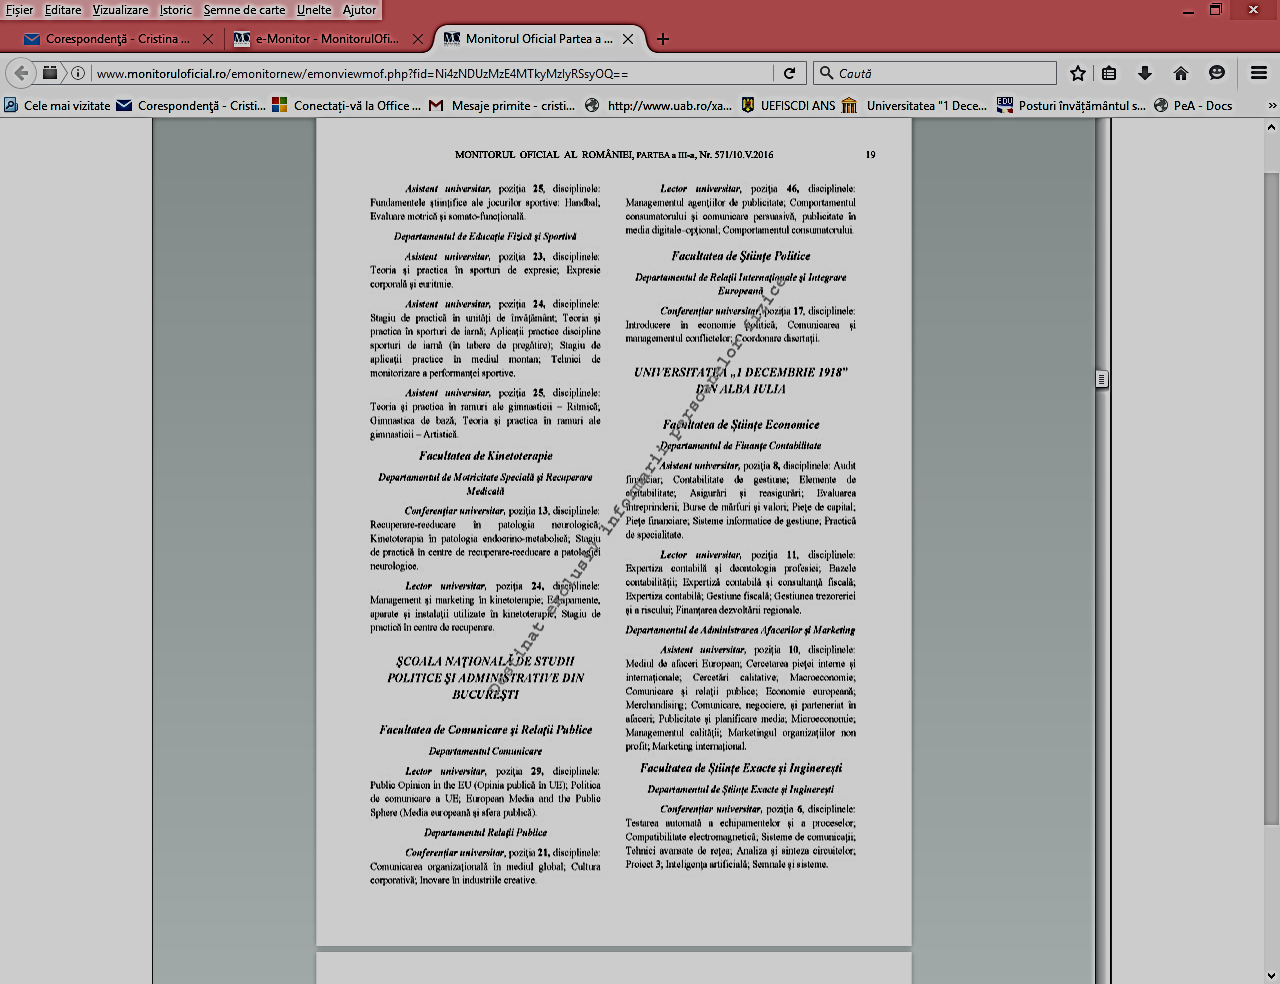 Fișier Editare Vizualizare Istoric Semne de carte Unelte Ajutor
Corespondență - Cristina ...
e-Monitor - MonitorulOfi...
Monitorul Oficial Partea a ...
www.monitoruloficial.ro/emonitornew/emonviewmof.php?fid=Ni4zNDUzMzE4MTkyMzlyRSsyOQ==
Caută
Cele mai vizitate Corespondență - Cristi... Conectați-vă la Office ... Mesaje primite - cristi... http://www.uab.ro/xa... UEFISCDI ANS Universitatea "1 Dece... Posturi învățământul s... PeA - Docs
MONITORUL OFICIAL AL ROMÂNIEI, PARTEA a III-a, Nr. 571/10.V.2016 19
Asistent universitar, poziția 25, disciplinele:
Fundamentele științifice ale jocurilor sportive: Handbal;
Evaluare motrică și somato-funcțională.
Departamentul de Educație Fizică și Sportivă
Asistent universitar, poziția 23, disciplinele:
Teoria și practica în sporturi de expresie; Expresie
corporală și euritmie.
Asistent universitar, poziția 24, disciplinele:
Stagiu de practică în unități de învățământ; Teoria și
practica în sporturi de iarnă; Aplicații practice discipline
sporturi de iarnă (în tabere de pregătire); Stagiu de
aplicații practice în mediul montan; Tehnici de
monitorizare a performanței sportive.
Asistent universitar, poziția 25, disciplinele:
Teoria și practica în ramuri ale gimnasticii – Ritmică;
Gimnastica de bază; Teoria și practica în ramuri ale
gimnasticii – Artistică.
Facultatea de Kinetoterapie
Departamentul de Motricitate Specială și Recuperare
Medicală
Conferențiar universitar, poziția 13, disciplinele:
Recuperare-reeducare în patologia neurologică;
Kinetoterapia în patologia endocrino-metabolică; Stagiu
de practică în centre de recuperare-reeducare a patologiei
neurologice.
Lector universitar, poziția 24, disciplinele:
Management și marketing în kinetoterapie; Echipamente,
aparate și instalații utilizate în kinetoterapie; Stagiu de
practică în centre de recuperare.
ȘCOALA NAȚIONALĂ DE STUDII
POLITICE ȘI ADMINISTRATIVE DIN
BUCUREȘTI
Facultatea de Comunicare și Relații Publice
Departamentul Comunicare
Lector universitar, poziția 29, disciplinele:
Public Opinion in the EU (Opinia publică în UE); Politica
de comunicare a UE; European Media and the Public
Sphere (Media europeană și sfera publică).
Departamentul Relații Publice
Conferențiar universitar, poziția 21, disciplinele:
Comunicarea organizațională în mediul global; Cultura
corporativă; Inovare în industriile creative.
Lector universitar, poziția 46, disciplinele:
Managementul agențiilor de publicitate; Comportamentul
consumatorului și comunicare persuasivă, publicitate în
media digitale–opțional; Comportamentul consumatorului.
Facultatea de Științe Politice
Departamentul de Relații Internaționale și Integrare
Europeană
Conferențiar universitar, poziția 17, disciplinele:
Introducere în economie politică; Comunicarea și
managementul conflictelor; Coordonare disertații.
UNIVERSITATEA „1 DECEMBRIE 1918”
DIN ALBA IULIA
Facultatea de Științe Economice
Departamentul de Finanțe Contabilitate
Asistent universitar, poziția 8, disciplinele: Audit
financiar; Contabilitate de gestiune; Elemente de
contabilitate; Asigurări și reasigurări; Evaluarea
întreprinderii; Burse de mărfuri și valori; Piețe de capital;
Piețe financiare; Sisteme informatice de gestiune; Practică
de specialitate.
Lector universitar, poziția 11, disciplinele:
Expertiza contabilă și deontologia profesiei; Bazele
contabilității; Expertiză contabilă și consultanță fiscală;
Expertiza contabilă; Gestiune fiscală; Gestiunea trezoreriei
și a riscului; Finanțarea dezvoltării regionale.
Departamentul de Administrarea Afacerilor și Marketing
Asistent universitar, poziția 10, disciplinele:
Mediul de afaceri European; Cercetarea pieței interne și
internaționale; Cercetări calitative; Macroeconomie;
Comunicare și relații publice; Economie europeană;
Merchandising; Comunicare, negociere, și parteneriat în
afaceri; Publicitate și planificare media; Microeconomie;
Managementul calității; Marketingul organizațiilor non
profit; Marketing internațional.
Facultatea de Științe Exacte și Inginerești
Departamentul de Științe Exacte și Inginerești
Conferențiar universitar, poziția 6, disciplinele:
Testarea automată a echipamentelor și a proceselor;
Compatibilitate electromagnetică; Sisteme de comunicații;
Tehnici avansate de rețea; Analiza și sinteza circuitelor;
Proiect 3; Inteligența artificială; Semnale și sisteme.
Destinat exclusiv informarii persoanelor fizice